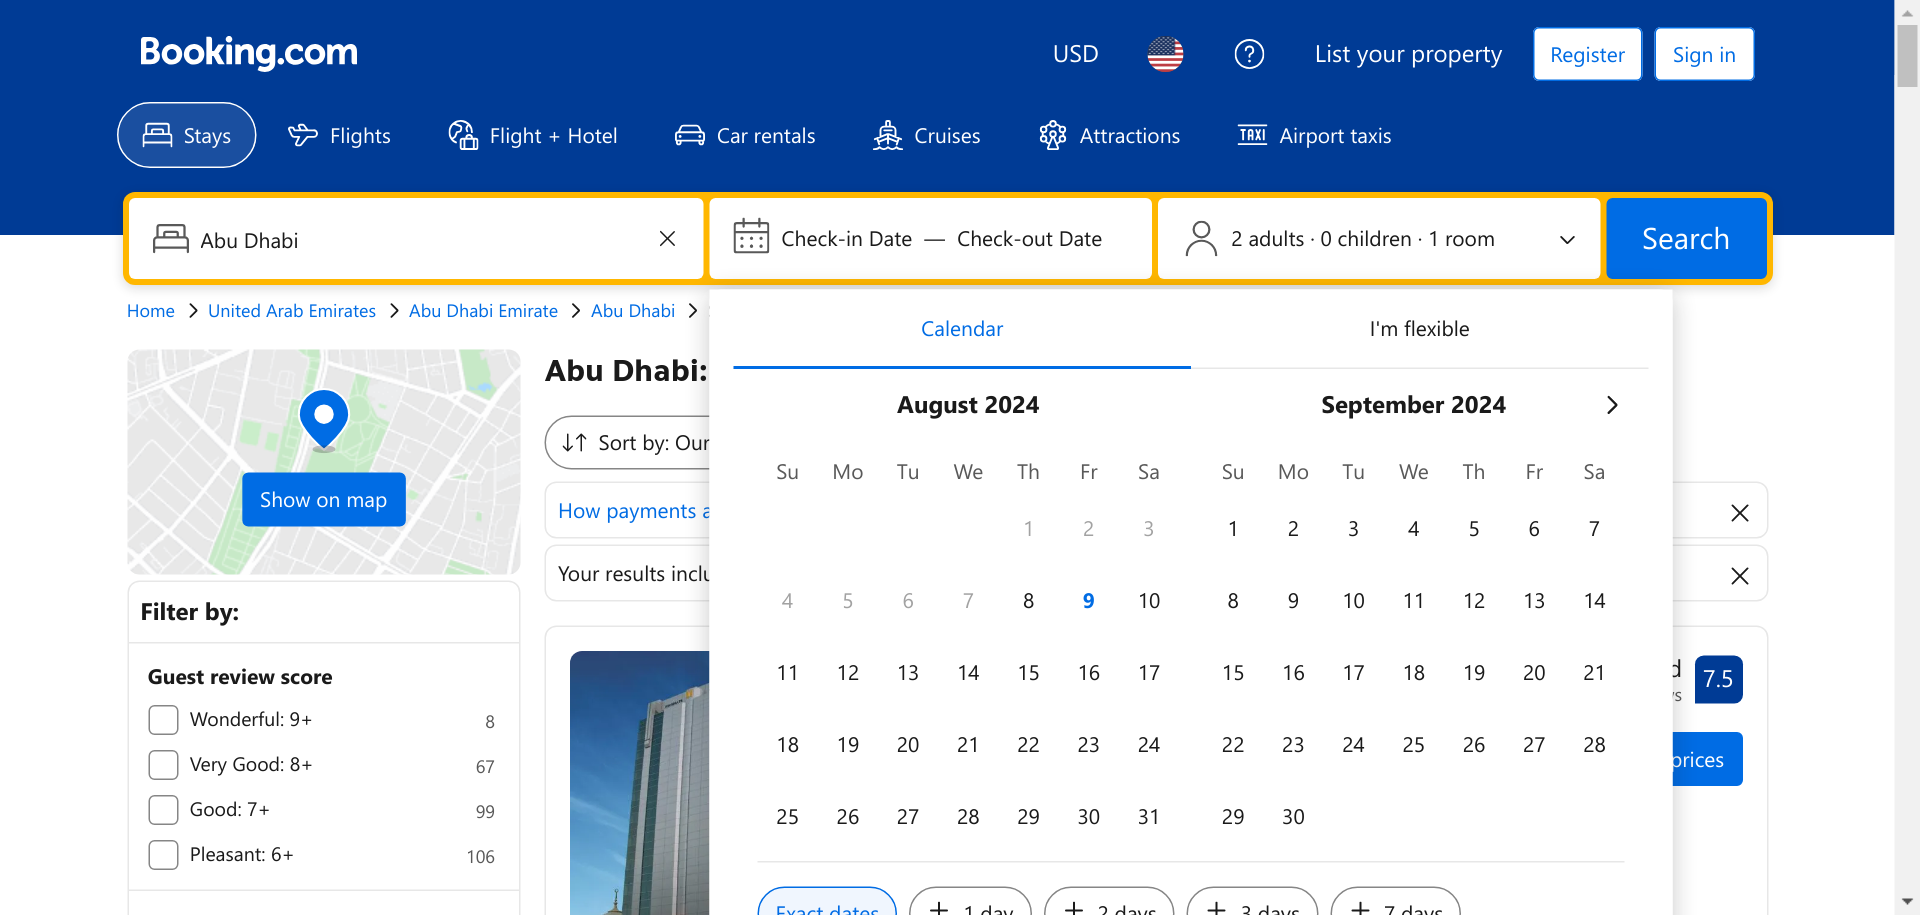 Booking.com
USD
List your property
Register
Sign in
Stays
Flights
Flight + Hotel
Car rentals
Cruises
Attractions
TAXI Airport taxis
Abu Dhabi
Check-in Date — Check-out Date
2 adults · 0 children · 1 room
Search
Home > United Arab Emirates > Abu Dhabi Emirate > Abu Dhabi >
Show on map
Filter by:
Guest review score
Wonderful: 9+ 8
Very Good: 8+ 67
Good: 7+ 99
Pleasant: 6+ 106
Abu Dhabi:
Sort by: Our
How payments
Your results
Calendar
I'm flexible
August 2024
Su Mo Tu We Th Fr Sa
1 2 3
4 5 6 7 8 9 10
11 12 13 14 15 16 17
18 19 20 21 22 23 24
25 26 27 28 29 30 31
September 2024
Su Mo Tu We Th Fr Sa
1 2 3 4 5 6 7
8 9 10 11 12 13 14
15 16 17 18 19 20 21
22 23 24 25 26 27 28
29 30
Exact dates
1 day
2 days
3 days
7 days
7.5
prices